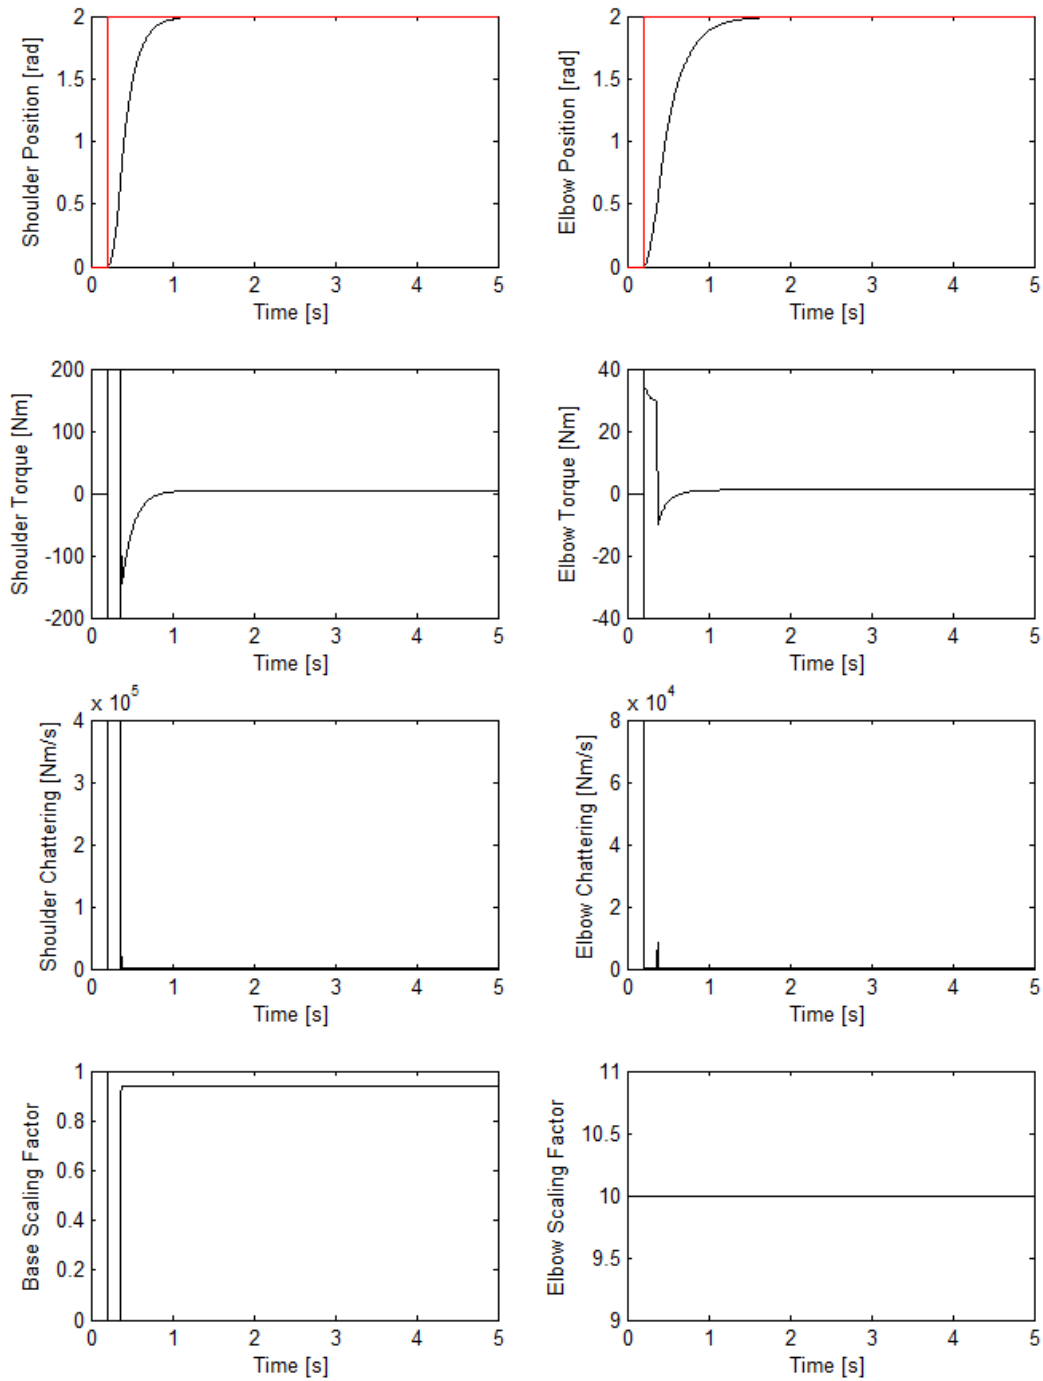 Shoulder Position [rad]
2
1.5
1
0.5
0
0 1 2 3 4 5
Time [s]
Elbow Position [rad]
2
1.5
1
0.5
0
0 1 2 3 4 5
Time [s]
Shoulder Torque [Nm]
200
100
0
-100
-200
0 1 2 3 4 5
Time [s]
Elbow Torque [Nm]
40
20
0
-20
-40
0 1 2 3 4 5
Time [s]
Shoulder Chattering [Nm/s]
x 10^5
4
3
2
1
0
0 1 2 3 4 5
Time [s]
Elbow Chattering [Nm/s]
x 10^4
8
6
4
2
0
0 1 2 3 4 5
Time [s]
Base Scaling Factor
1
0.8
0.6
0.4
0.2
0
0 1 2 3 4 5
Time [s]
Elbow Scaling Factor
11
10.5
10
9.5
9
0 1 2 3 4 5
Time [s]